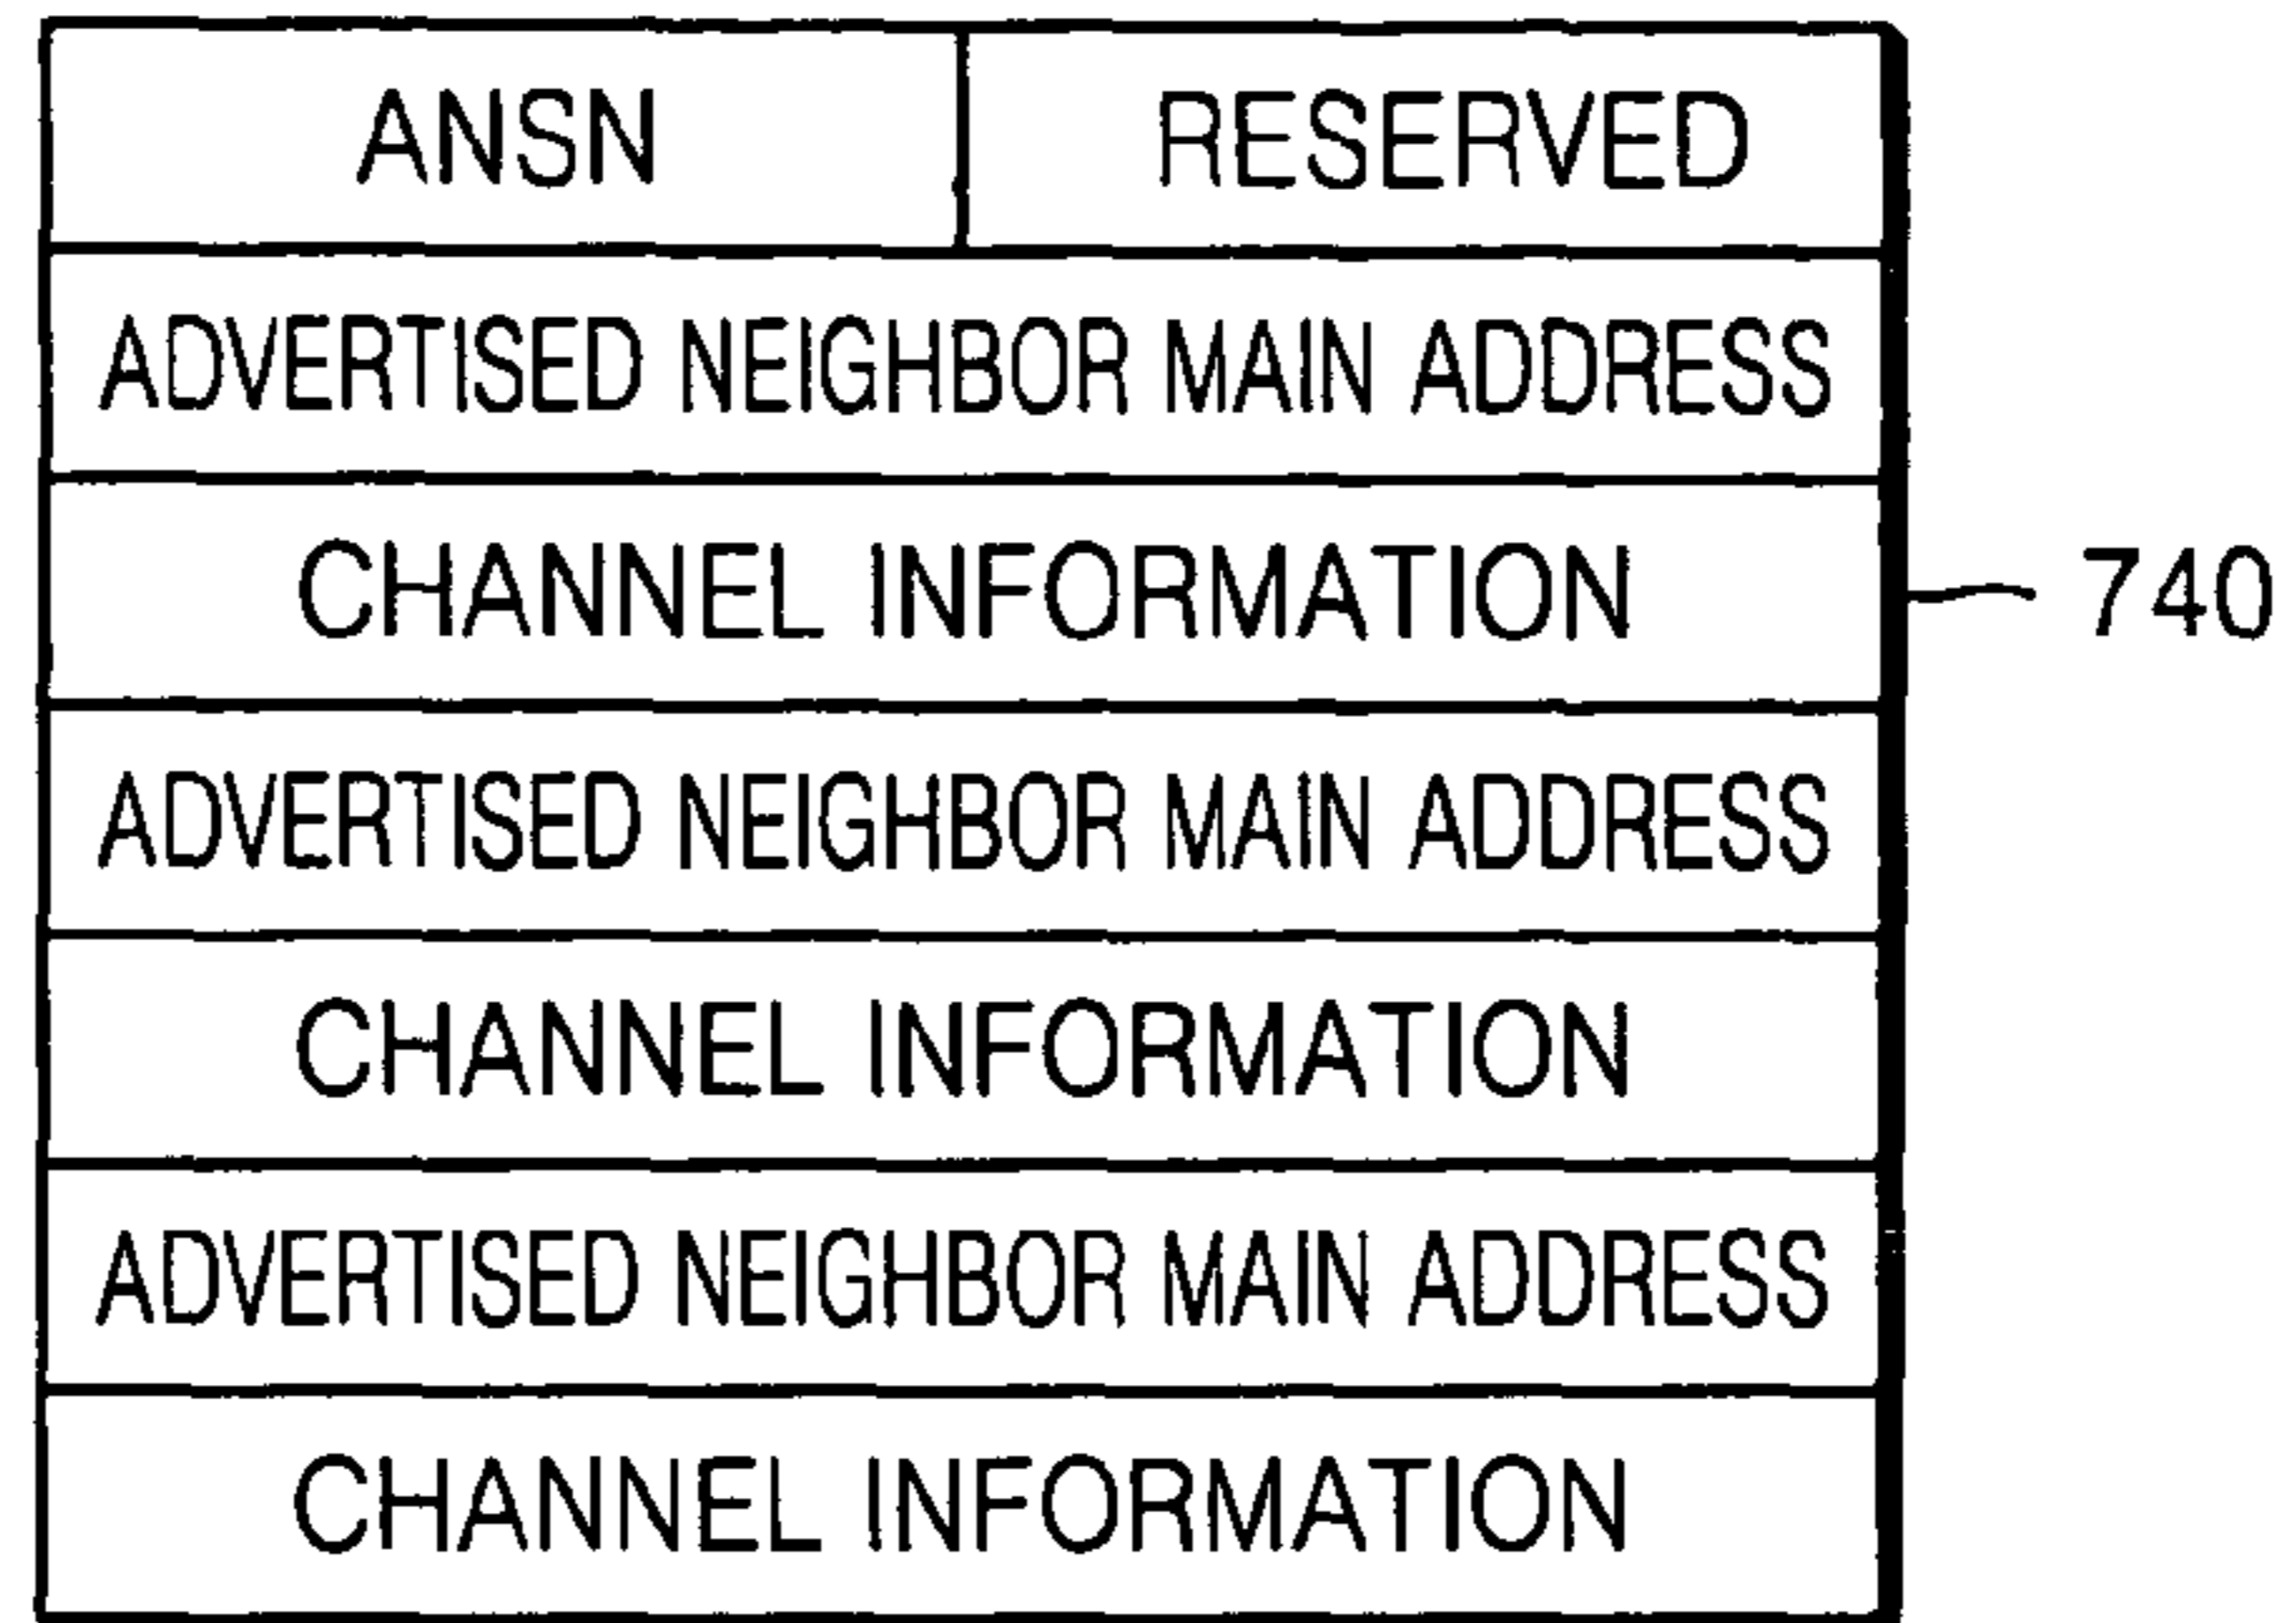 ANSN RESERVED
ADVERTISED NEIGHBOR MAIN ADDRESS
CHANNEL INFORMATION 740
ADVERTISED NEIGHBOR MAIN ADDRESS
CHANNEL INFORMATION
ADVERTISED NEIGHBOR MAIN ADDRESS
CHANNEL INFORMATION